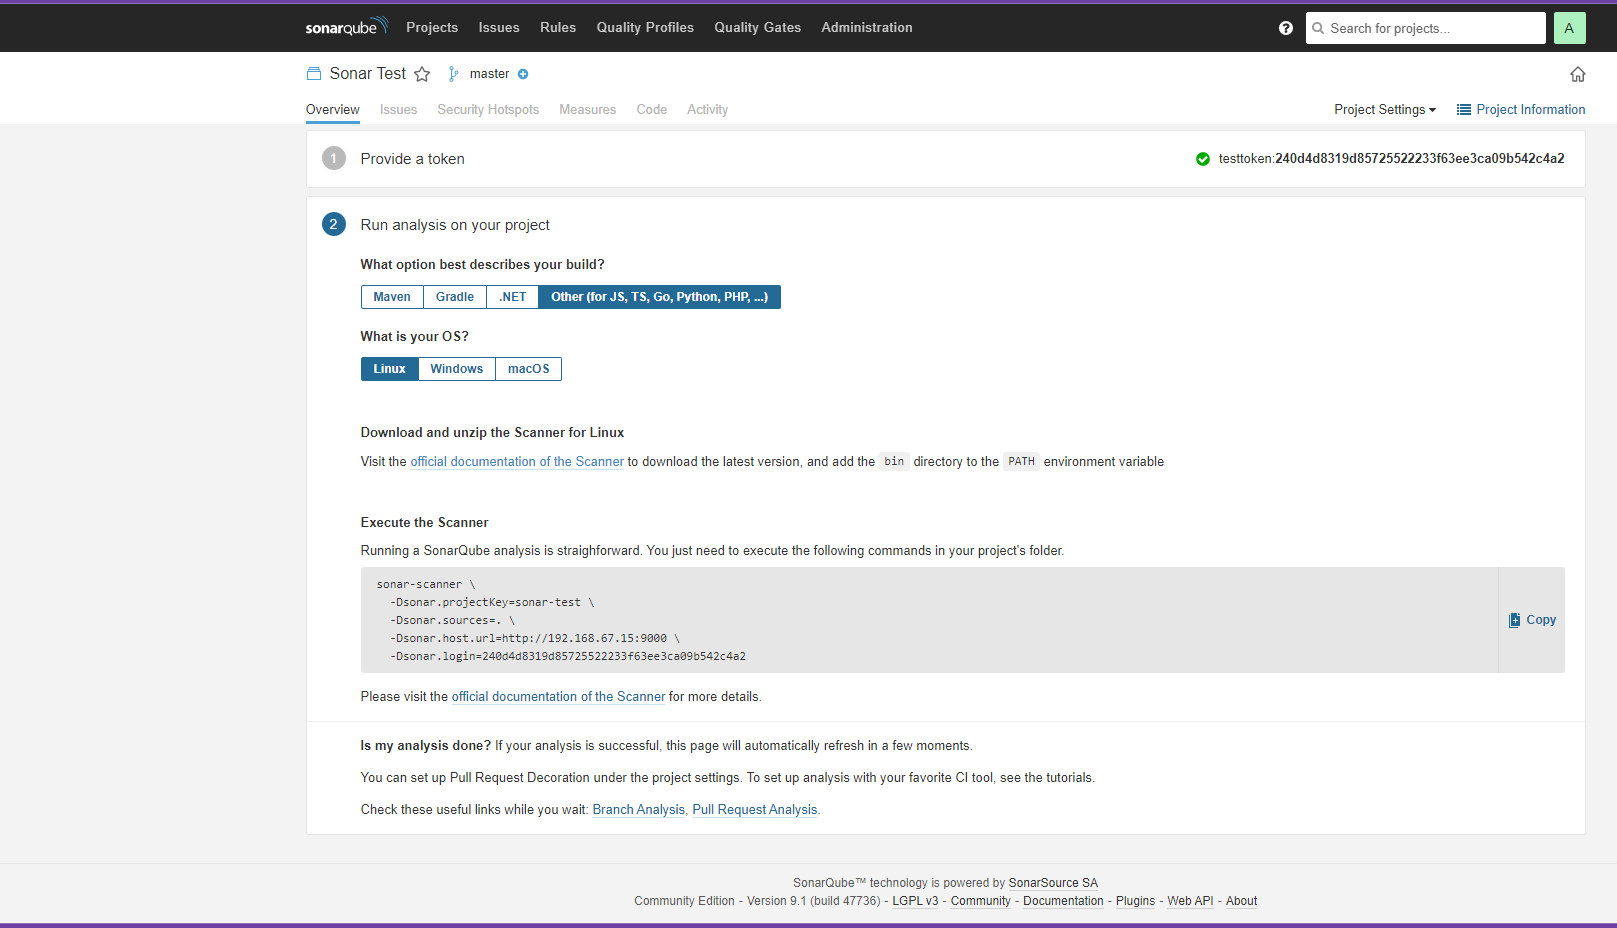 sonarqube Projects Issues Rules Quality Profiles Quality Gates Administration ? Search for projects... A
Sonar Test master
Overview Issues Security Hotspots Measures Code Activity Project Settings Project Information
1 Provide a token testtoken:240d4d8319d85725522233f63ee3ca09b542c4a2
2 Run analysis on your project
What option best describes your build?
Maven Gradle .NET Other (for JS, TS, Go, Python, PHP, ...)
What is your OS?
Linux Windows macOS
Download and unzip the Scanner for Linux
Visit the official documentation of the Scanner to download the latest version, and add the bin directory to the PATH environment variable
Execute the Scanner
Running a SonarQube analysis is straighforward. You just need to execute the following commands in your project's folder.
sonar-scanner \
-Dsonar.projectKey=sonar-test \
-Dsonar.sources=. \
-Dsonar.host.url=http://192.168.67.15:9000 \
-Dsonar.login=240d4d8319d85725522233f63ee3ca09b542c4a2
Copy
Please visit the official documentation of the Scanner for more details.
Is my analysis done? If your analysis is successful, this page will automatically refresh in a few moments.
You can set up Pull Request Decoration under the project settings. To set up analysis with your favorite CI tool, see the tutorials.
Check these useful links while you wait: Branch Analysis, Pull Request Analysis.
SonarQube™ technology is powered by SonarSource SA
Community Edition - Version 9.1 (build 47736) - LGPL v3 - Community - Documentation - Plugins - Web API - About